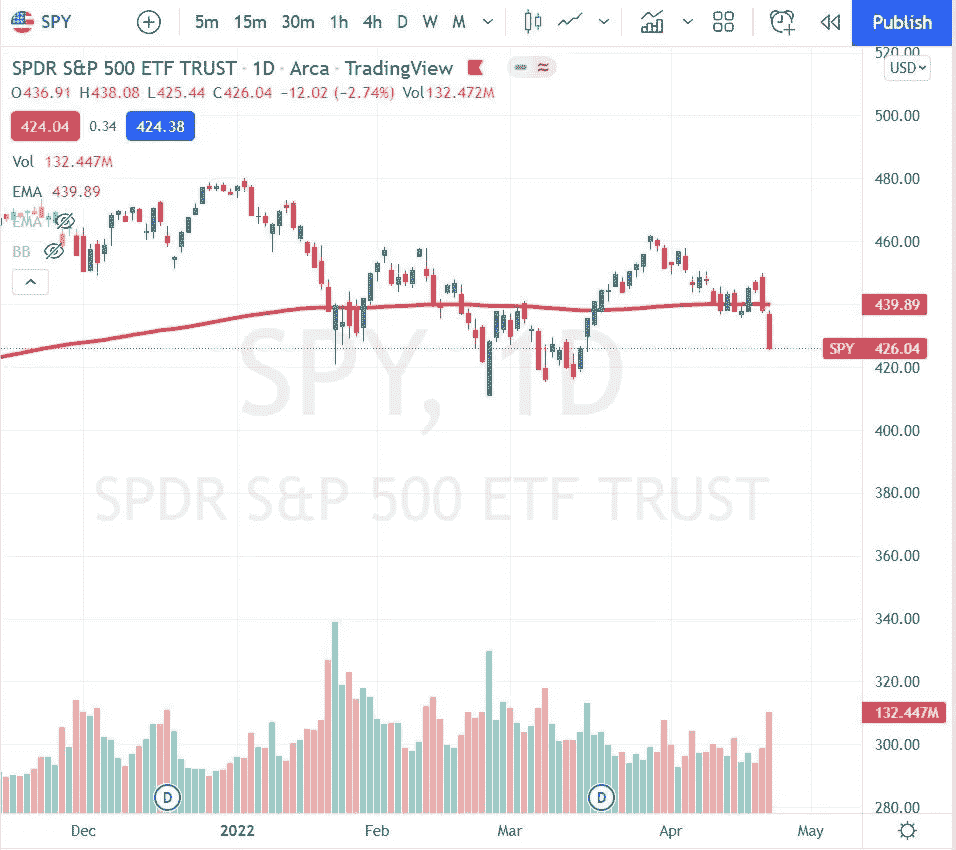 SPY 5m 15m 30m 1h 4h D W M Publish
SPDR S&P 500 ETF TRUST · 1D · Arca · TradingView
O436.91 H438.08 L425.44 C426.04 −12.02 (−2.74%) Vol132.472M
424.04 0.34 424.38
Vol 132.447M
EMA 439.89
EMA
BB
USD
520.00
500.00
480.00
460.00
439.89
SPY 426.04
420.00
400.00
380.00
360.00
340.00
320.00
132.447M
300.00
280.00
SPY, 1D
SPDR S&P 500 ETF TRUST
D D
Dec 2022 Feb Mar Apr May